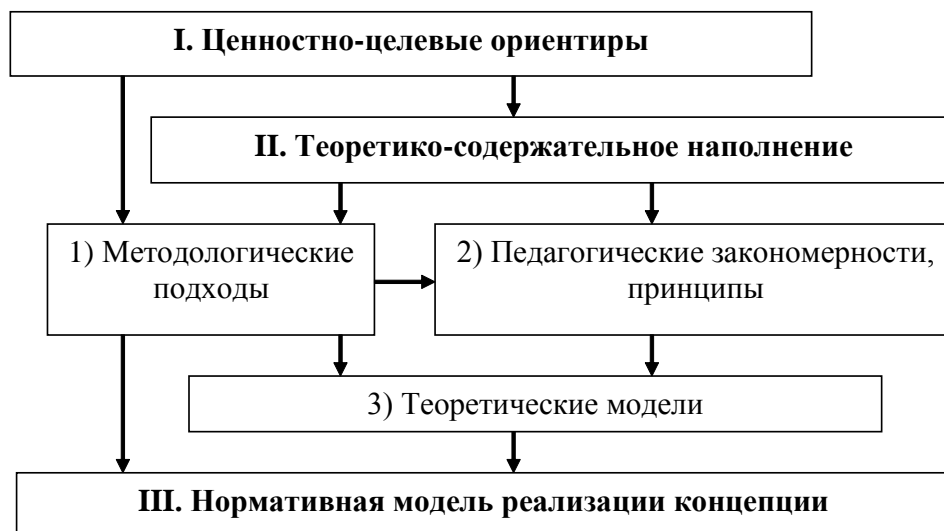 I. Ценностно-целевые ориентиры
II. Теоретико-содержательное наполнение
1) Методологические
подходы
2) Педагогические закономерности,
принципы
3) Теоретические модели
III. Нормативная модель реализации концепции